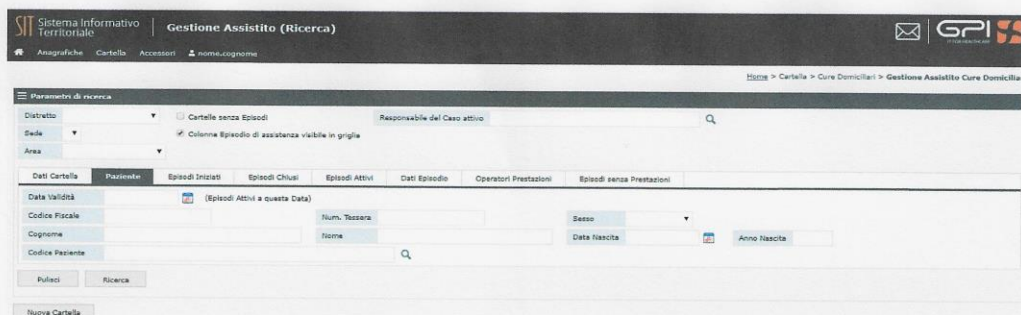 SIT Sistema Informativo Territoriale Gestione Assistito (Ricerca) GPI
Anagrafiche Cartella Accessori nome.cognome
Home > Cartella > Cure Domiciliari > Gestione Assistito Cure Domicilia
Parametri di ricerca
Distretto Cartelle senza Episodi Responsabile del Caso attivo
Sede Colonne Episodio di assistenza visibile in griglia
Area
Dati Cartella Paziente Episodi Iniziati Episodi Chiusi Episodi Attivi Dati Episodio Operatori Prestazioni Episodi senza Prestazioni
Data Validità (Episodi Attivi a questa Data)
Codice Fiscale Num. Tessera Sesso
Cognome Nome Data Nascita Anno Nascita
Codice Paziente
Pulisci Ricerca
Nuova Cartella